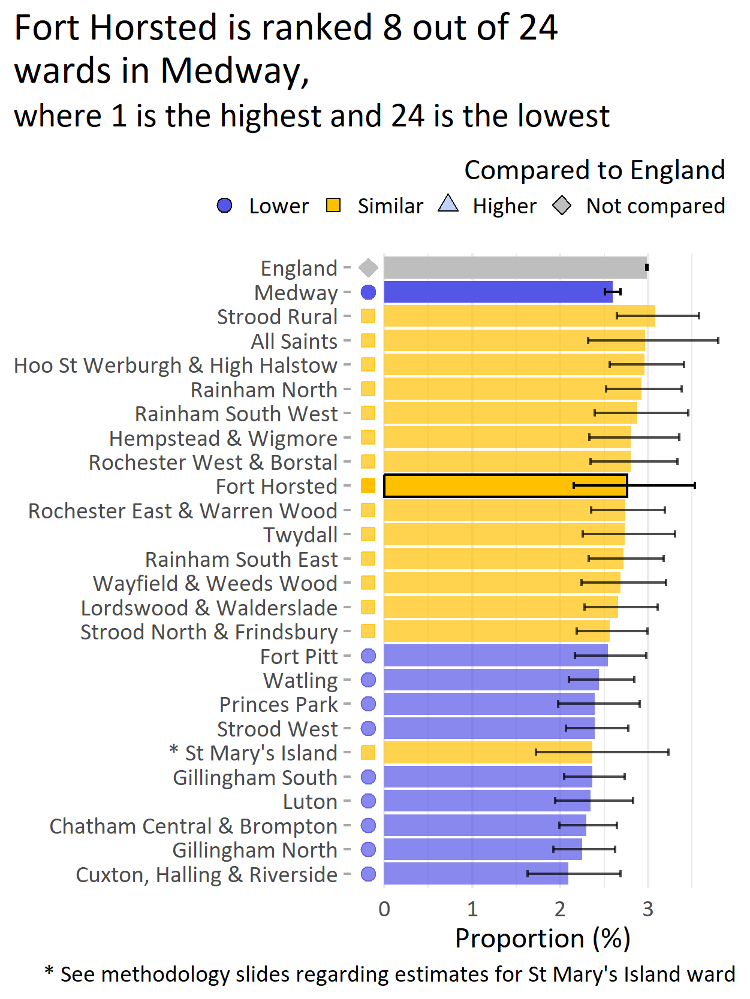 Fort Horsted is ranked 8 out of 24
wards in Medway,
where 1 is the highest and 24 is the lowest
Compared to England
Lower Similar Higher Not compared
England
Medway
Strood Rural
All Saints
Hoo St Werburgh & High Halstow
Rainham North
Rainham South West
Hempstead & Wigmore
Rochester West & Borstal
Fort Horsted
Rochester East & Warren Wood
Twydall
Rainham South East
Wayfield & Weeds Wood
Lordswood & Walderslade
Strood North & Frindsbury
Fort Pitt
Watling
Princes Park
Strood West
* St Mary's Island
Gillingham South
Luton
Chatham Central & Brompton
Gillingham North
Cuxton, Halling & Riverside
0 1 2 3
Proportion (%)
* See methodology slides regarding estimates for St Mary's Island ward